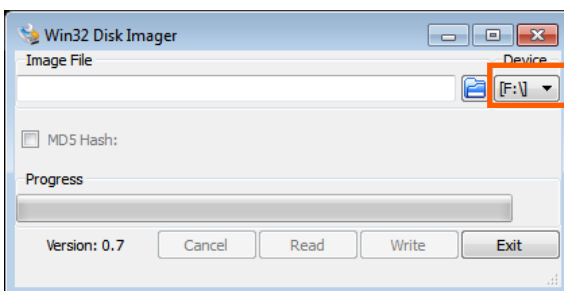 Win32 Disk Imager
Image File
Device
[F:\]
MD5 Hash:
Progress
Version: 0.7
Cancel
Read
Write
Exit